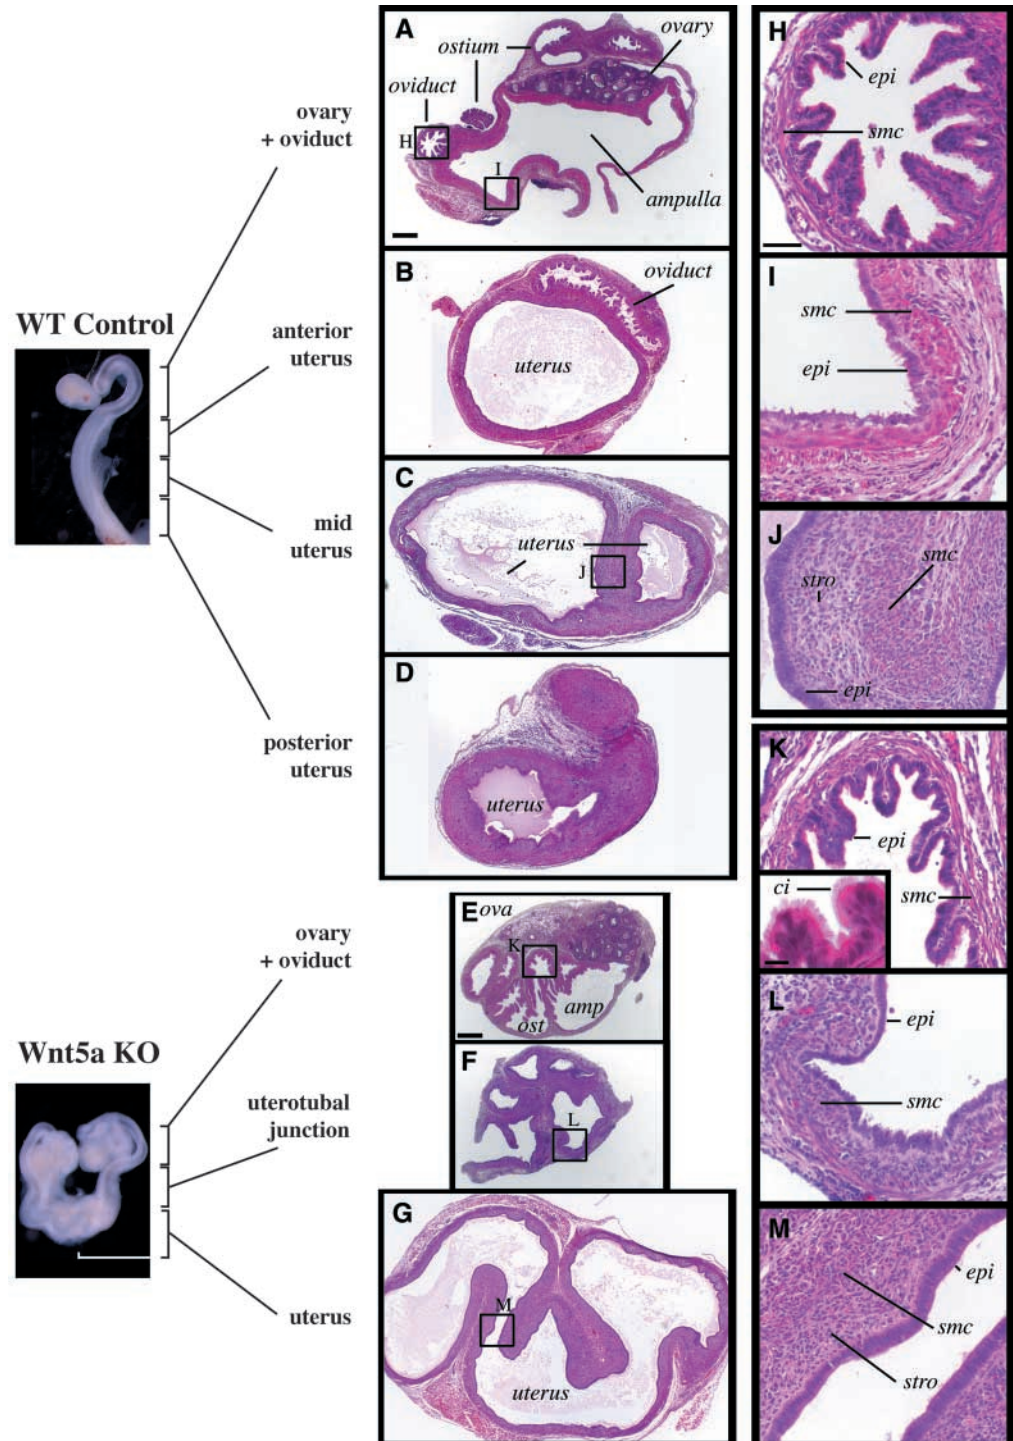 ovary
+ oviduct
WT Control
anterior
uterus
mid
uterus
posterior
uterus
ovary
+ oviduct
Wnt5a KO
uterotubal
junction
uterus
A
ostium
ovary
oviduct
H
I
ampulla
B
oviduct
uterus
C
uterus
J
D
uterus
E
ova
K
amp
ost
F
L
G
M
uterus
H
epi
smc
I
smc
epi
J
smc
stro
epi
K
epi
ci
smc
L
epi
smc
M
epi
smc
stro